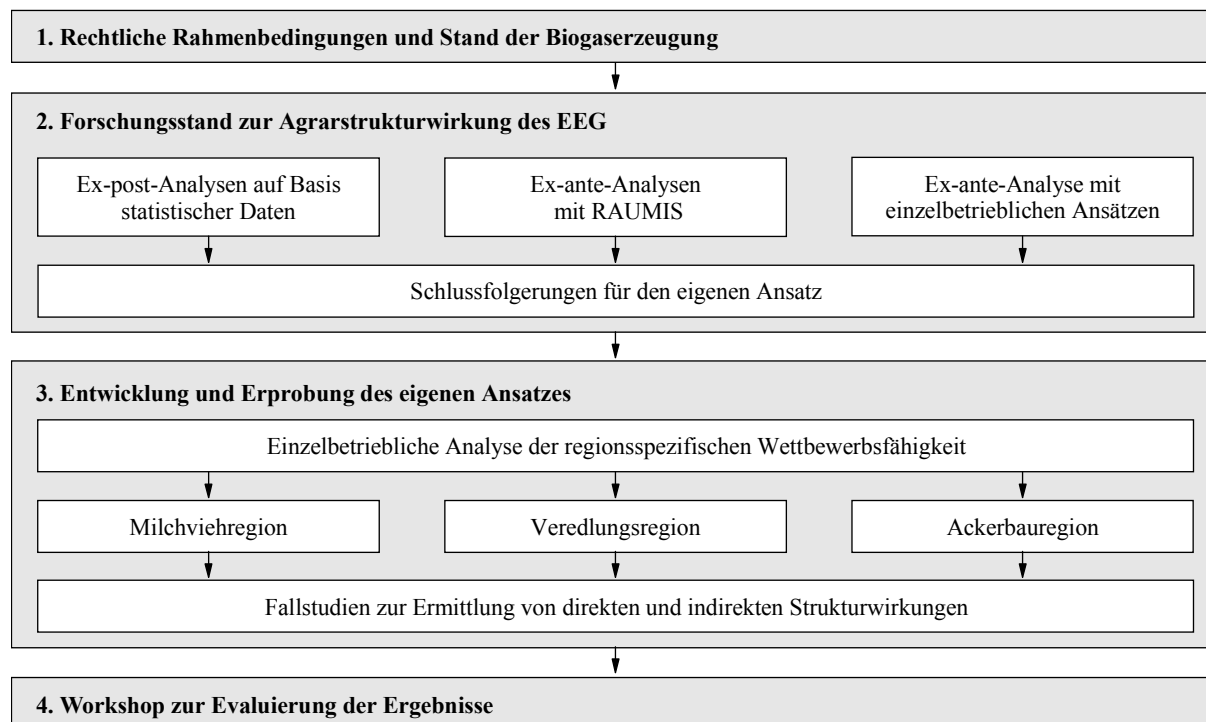 1. Rechtliche Rahmenbedingungen und Stand der Biogaserzeugung
2. Forschungsstand zur Agrarstrukturwirkung des EEG
Ex-post-Analysen auf Basis
statistischer Daten
Ex-ante-Analysen
mit RAUMIS
Ex-ante-Analyse mit
einzelbetrieblichen Ansätzen
Schlussfolgerungen für den eigenen Ansatz
3. Entwicklung und Erprobung des eigenen Ansatzes
Einzelbetriebliche Analyse der regionsspezifischen Wettbewerbsfähigkeit
Milchviehregion
Veredlungsregion
Ackerbauregion
Fallstudien zur Ermittlung von direkten und indirekten Strukturwirkungen
4. Workshop zur Evaluierung der Ergebnisse